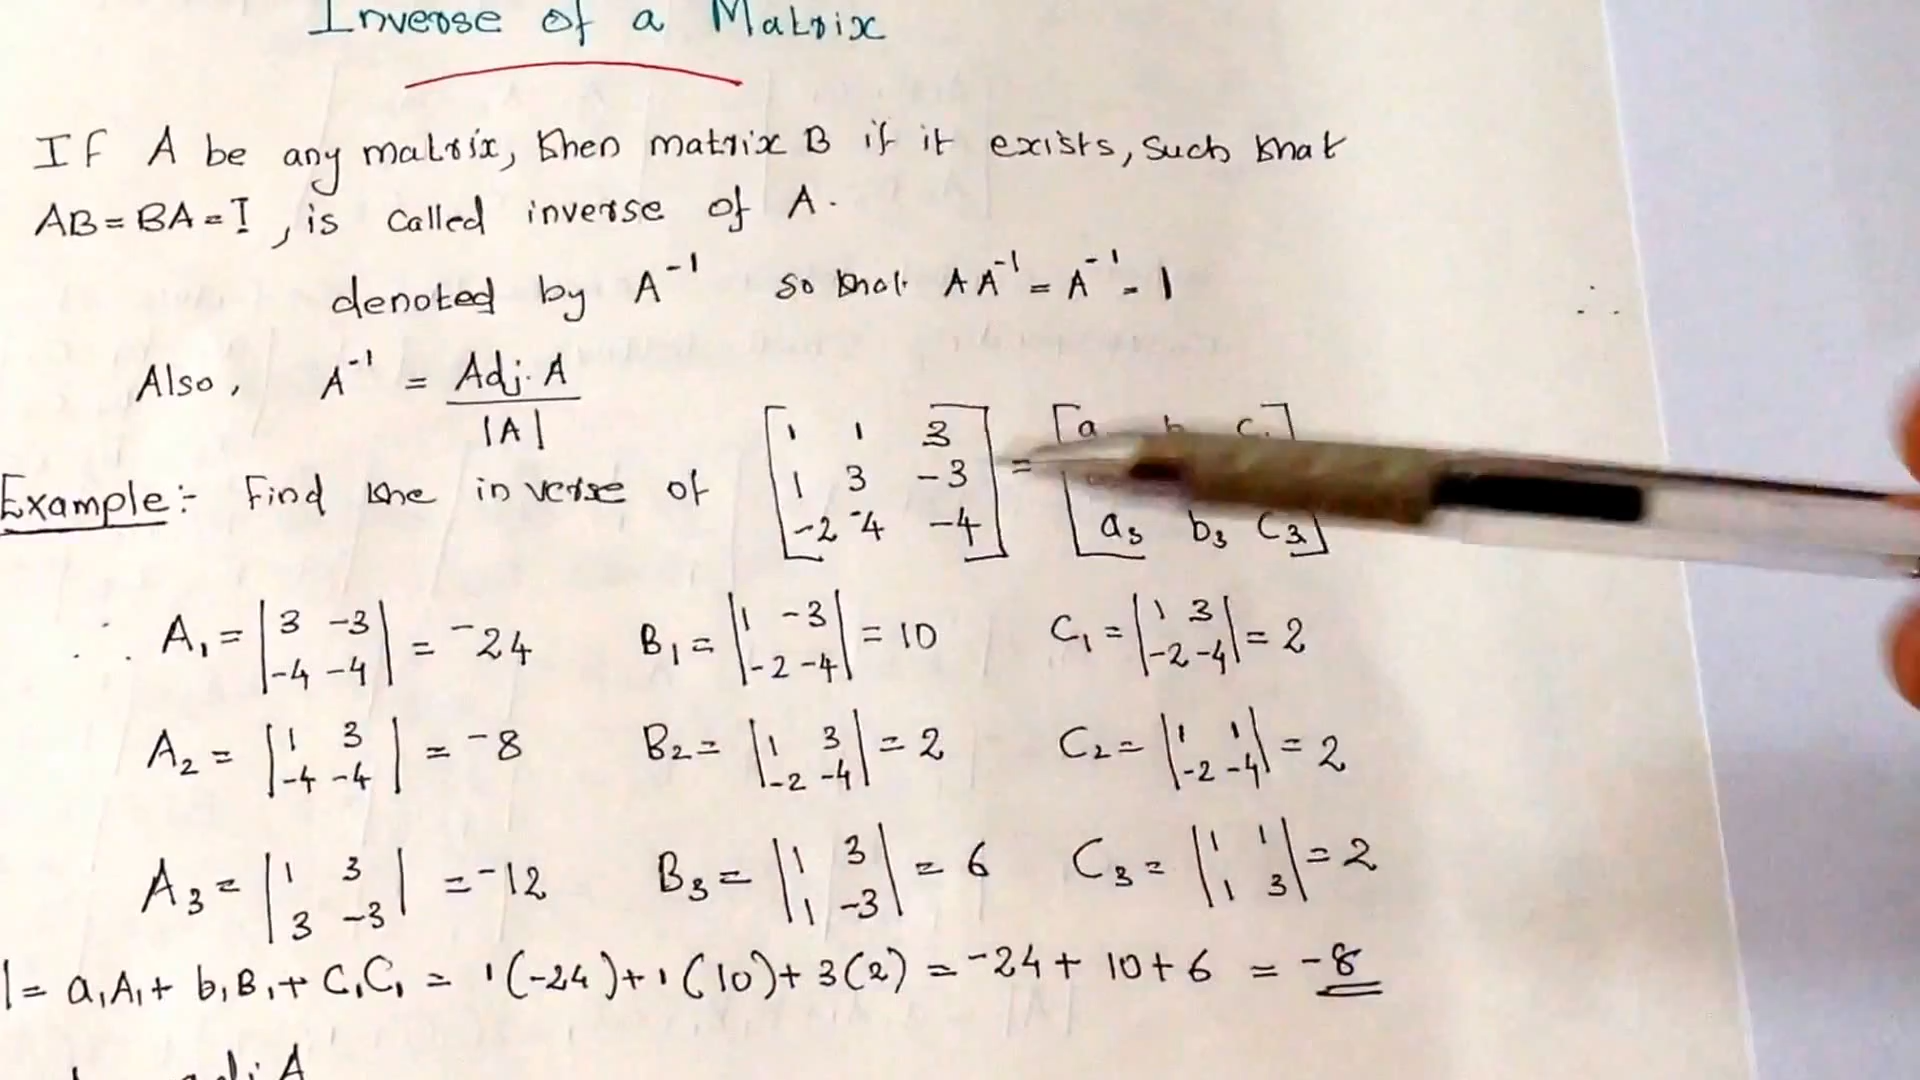 Inverse of a Matrix
If A be any matrix, then matrix B if it exists, such that
AB = BA = I , is called inverse of A.
denoted by A⁻¹ so that AA⁻¹ = A⁻¹ = 1
Also, A⁻¹ = Adj. A / |A|
Example:- Find the inverse of [1 1 3; 1 3 -3; -2 -4 -4] = [a b c; a₃ b₃ c₃]
∴ A₁ = |3 -3; -4 -4| = -24 B₁ = |1 -3; -2 -4| = 10 C₁ = |1 3; -2 -4| = 2
A₂ = |1 3; -4 -4| = -8 B₂ = |1 3; -2 -4| = 2 C₂ = |1 1; -2 -4| = 2
A₃ = |1 3; 3 -3| = -12 B₃ = |1 3; 1 -3| = 6 C₃ = |1 1; 1 3| = 2
| = a₁A₁ + b₁B₁ + C₁C₁ = 1(-24) + 1(10) + 3(2) = -24 + 10 + 6 = -8
adj A